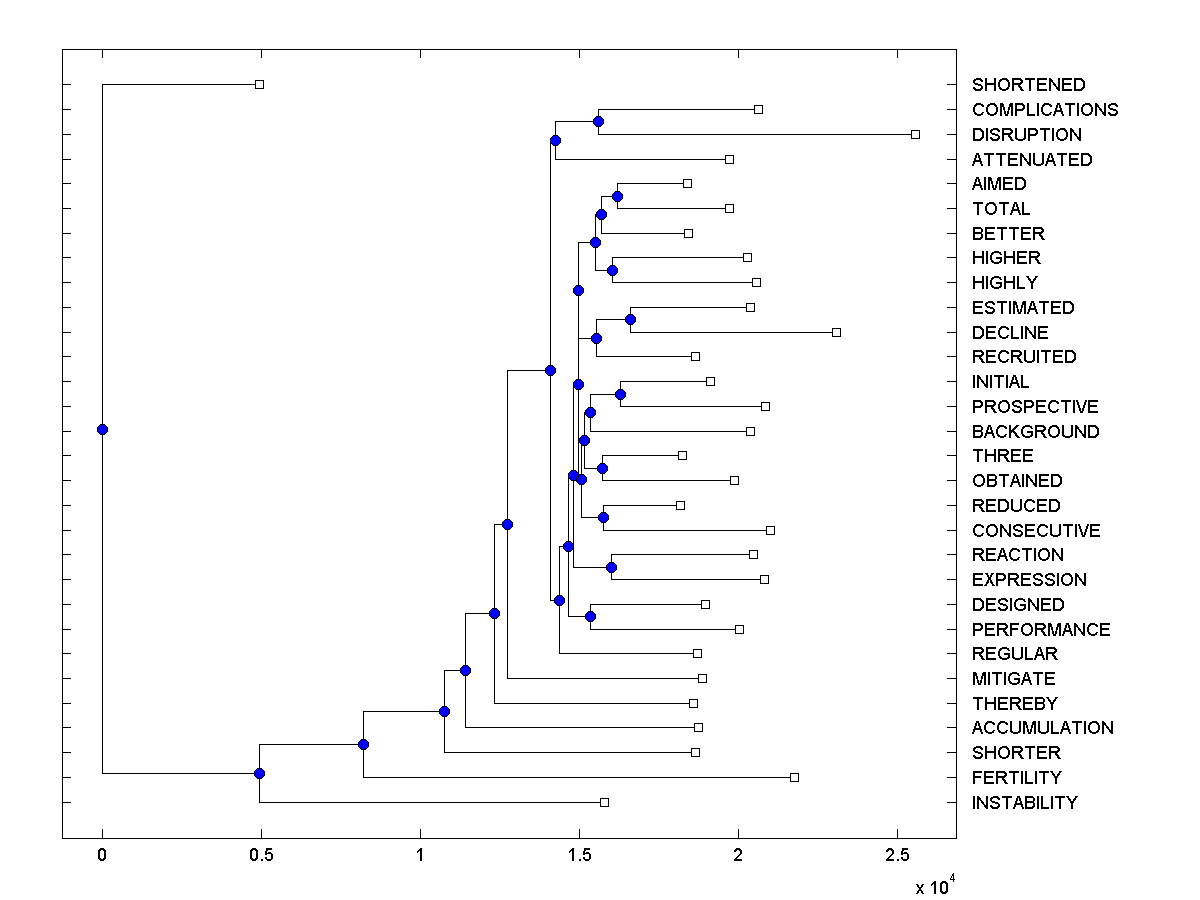 SHORTENED
COMPLICATIONS
DISRUPTION
ATTENUATED
AIMED
TOTAL
BETTER
HIGHER
HIGHLY
ESTIMATED
DECLINE
RECRUITED
INITIAL
PROSPECTIVE
BACKGROUND
THREE
OBTAINED
REDUCED
CONSECUTIVE
REACTION
EXPRESSION
DESIGNED
PERFORMANCE
REGULAR
MITIGATE
THEREBY
ACCUMULATION
SHORTER
FERTILITY
INSTABILITY
0 0.5 1 1.5 2 2.5
x 10^4